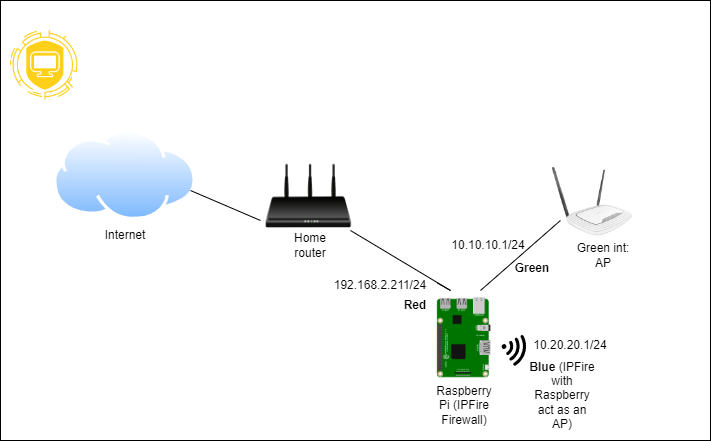 Internet
Home
router
10.10.10.1/24
Green
Green int:
AP
192.168.2.211/24
Red
Raspberry
Pi (IPFire
Firewall)
10.20.20.1/24
Blue (IPFire
with
Raspberry
act as an
AP)